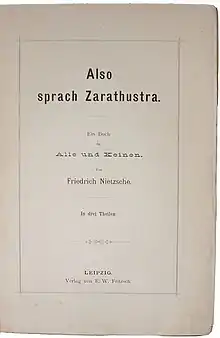 Also
sprach Zarathustra.
Ein Buch
für
Alle und Keinen.
Von
Friedrich Nietzsche.
In drei Theilen
LEIPZIG.
Verlag von E. W. Fritzsch